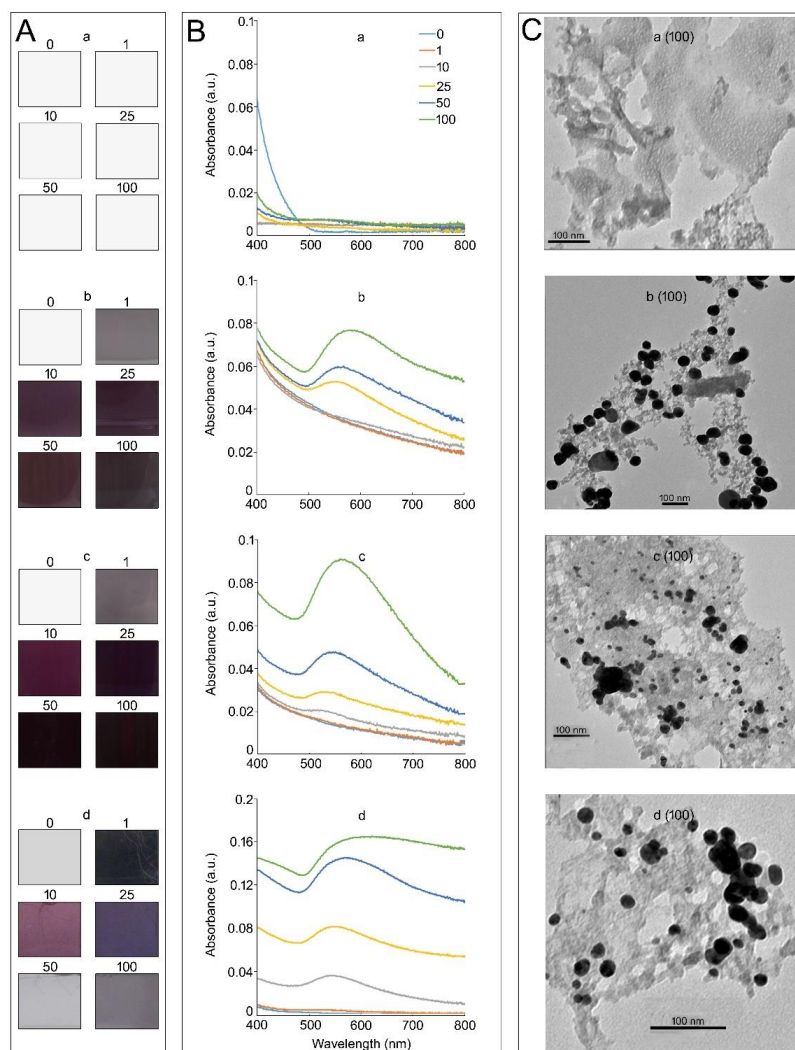 A
a
0 1
10 25
50 100
b
0 1
10 25
50 100
c
0 1
10 25
50 100
d
0 1
10 25
50 100
B
a
0
1
10
25
50
100
Absorbance (a.u.)
0.1
0.08
0.06
0.04
0.02
0
400 500 600 700 800
b
Absorbance (a.u.)
0.1
0.08
0.06
0.04
0.02
0
400 500 600 700 800
c
Absorbance (a.u.)
0.1
0.08
0.06
0.04
0.02
0
400 500 600 700 800
d
Absorbance (a.u.)
0.2
0.16
0.12
0.08
0.04
0
400 500 600 700 800
Wavelength (nm)
C
a (100)
100 nm
b (100)
100 nm
c (100)
100 nm
d (100)
100 nm